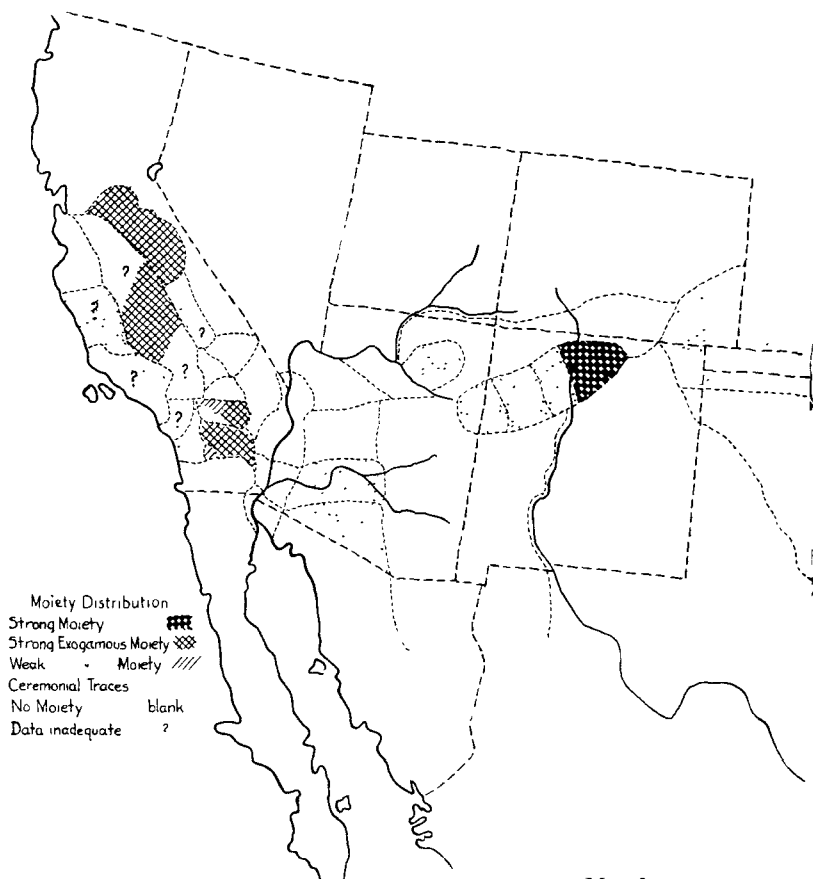 Moiety Distribution
Strong Moiety
Strong Exogamous Moiety
Weak " Moiety
Ceremonial Traces
No Moiety blank
Data inadequate ?
?
?
?
?
?
?